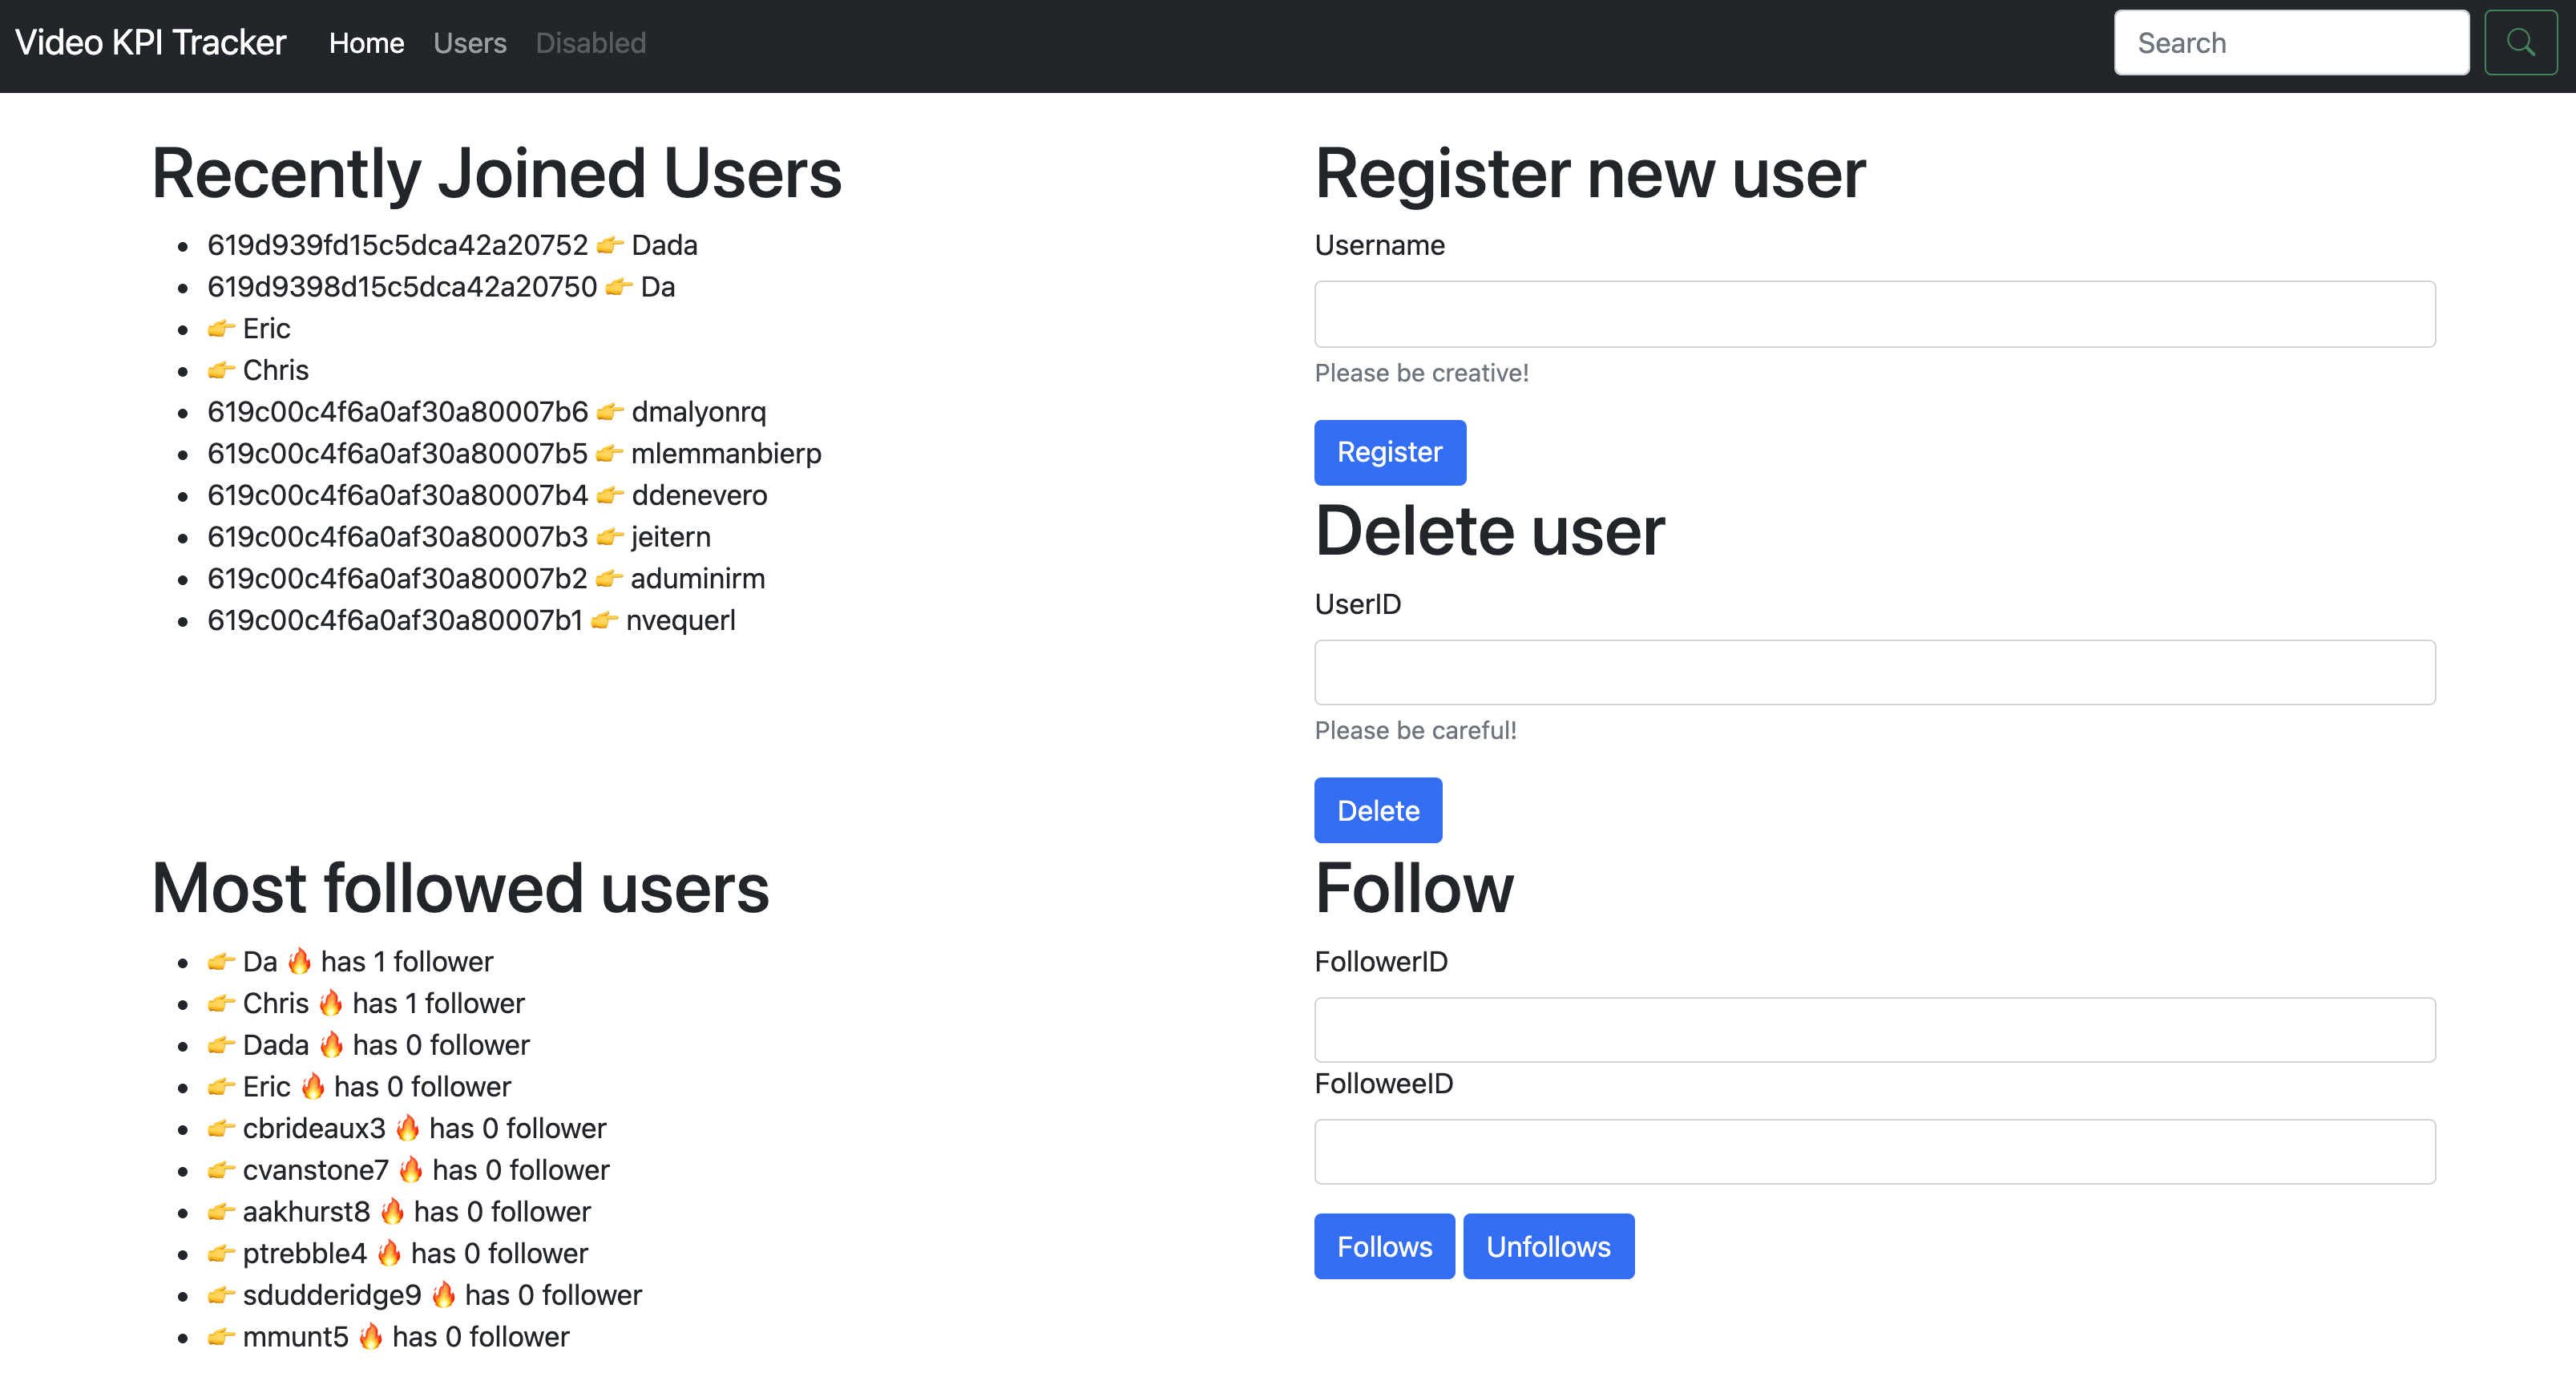 Video KPI Tracker Home Users Disabled Search
Recently Joined Users
619d939fd15c5dca42a20752 👉 Dada
619d9398d15c5dca42a20750 👉 Da
👉 Eric
👉 Chris
619c00c4f6a0af30a80007b6 👉 dmalyonrq
619c00c4f6a0af30a80007b5 👉 mlemmanbierp
619c00c4f6a0af30a80007b4 👉 ddenevero
619c00c4f6a0af30a80007b3 👉 jeitern
619c00c4f6a0af30a80007b2 👉 aduminirm
619c00c4f6a0af30a80007b1 👉 nvequerl
Register new user
Username
Please be creative!
Register
Delete user
UserID
Please be careful!
Delete
Most followed users
👉 Da 🔥 has 1 follower
👉 Chris 🔥 has 1 follower
👉 Dada 🔥 has 0 follower
👉 Eric 🔥 has 0 follower
👉 cbrideaux3 🔥 has 0 follower
👉 cvanstone7 🔥 has 0 follower
👉 aakhurst8 🔥 has 0 follower
👉 ptrebble4 🔥 has 0 follower
👉 sdudderidge9 🔥 has 0 follower
👉 mmunt5 🔥 has 0 follower
Follow
FollowerID
FolloweeID
Follows Unfollows